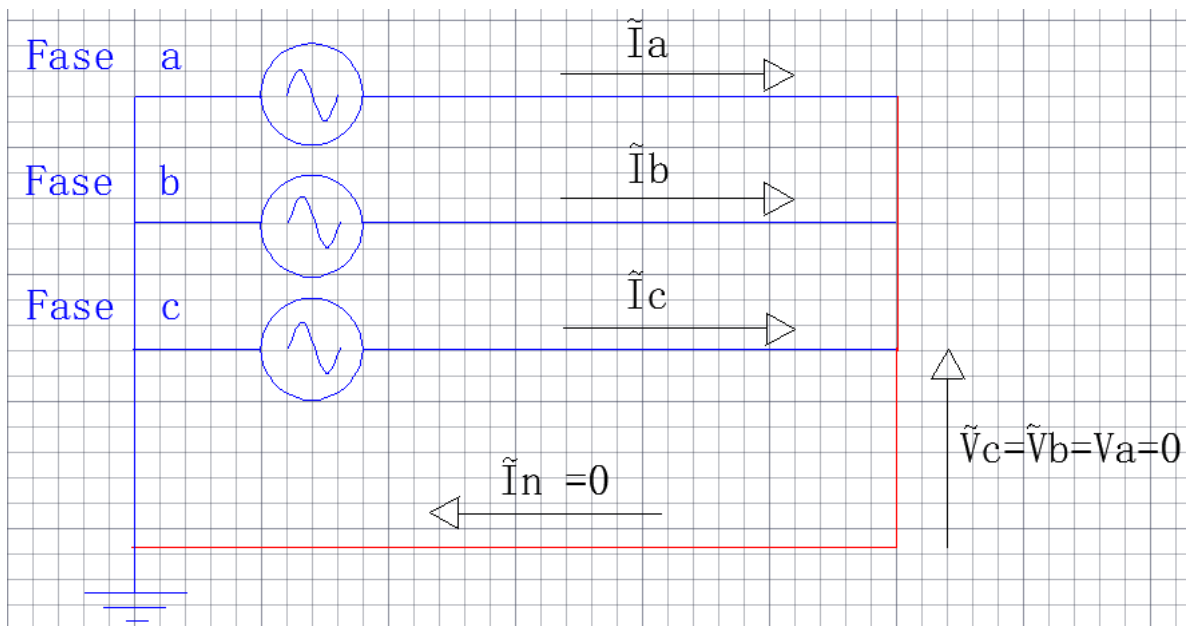 Fase a
Ĩa
Fase b
Ĩb
Fase c
Ĩc
Ṽc=Ṽb=Va=0
Ĩn =0